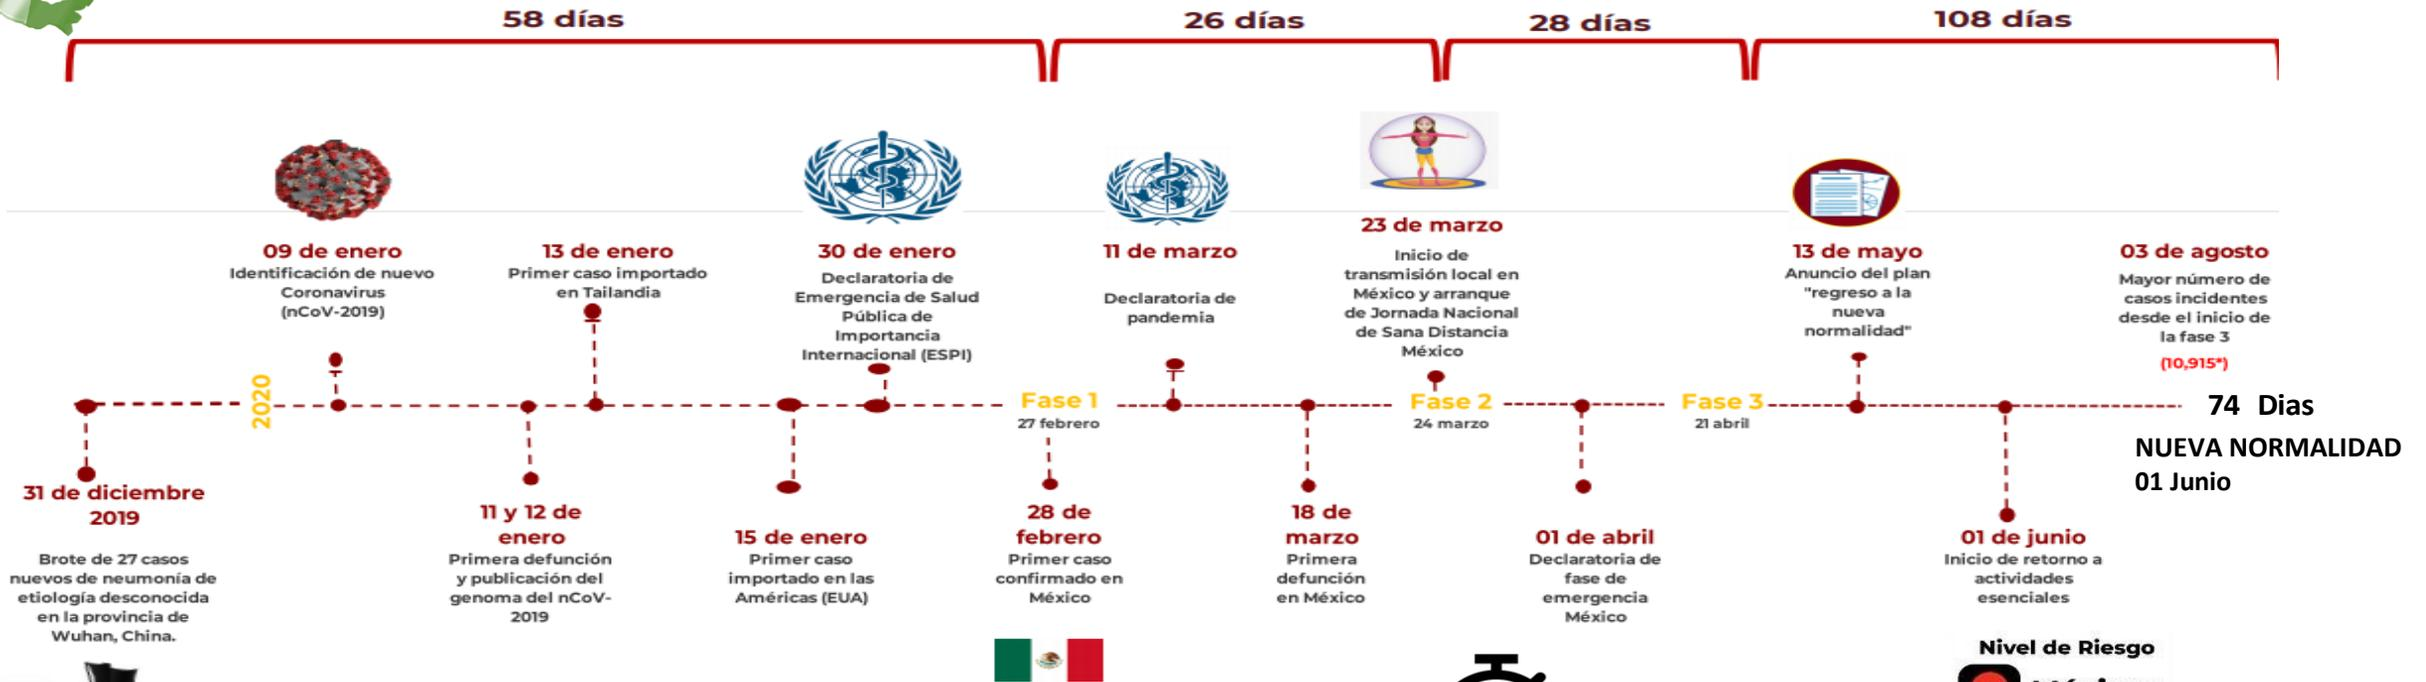 58 días
26 días
28 días
108 días
09 de enero
Identificación de nuevo
Coronavirus
(nCoV-2019)
13 de enero
Primer caso importado
en Tailandia
30 de enero
Declaratoria de
Emergencia de Salud
Pública de
Importancia
Internacional (ESPI)
11 de marzo
Declaratoria de
pandemia
23 de marzo
Inicio de
transmisión local en
México y arranque
de Jornada Nacional
de Sana Distancia
México
13 de mayo
Anuncio del plan
"regreso a la
nueva
normalidad"
03 de agosto
Mayor número de
casos incidentes
desde el inicio de
la fase 3
(10,915*)
2020
Fase 1
27 febrero
Fase 2
24 marzo
Fase 3
21 abril
74 Dias
NUEVA NORMALIDAD
01 Junio
31 de diciembre
2019
Brote de 27 casos
nuevos de neumonía de
etiología desconocida
en la provincia de
Wuhan, China.
11 y 12 de
enero
Primera defunción
y publicación del
genoma del nCoV-
2019
15 de enero
Primer caso
importado en las
Américas (EUA)
28 de
febrero
Primer caso
confirmado en
México
18 de
marzo
Primera
defunción
en México
01 de abril
Declaratoria de
fase de
emergencia
México
01 de junio
Inicio de retorno a
actividades
esenciales
Nivel de Riesgo